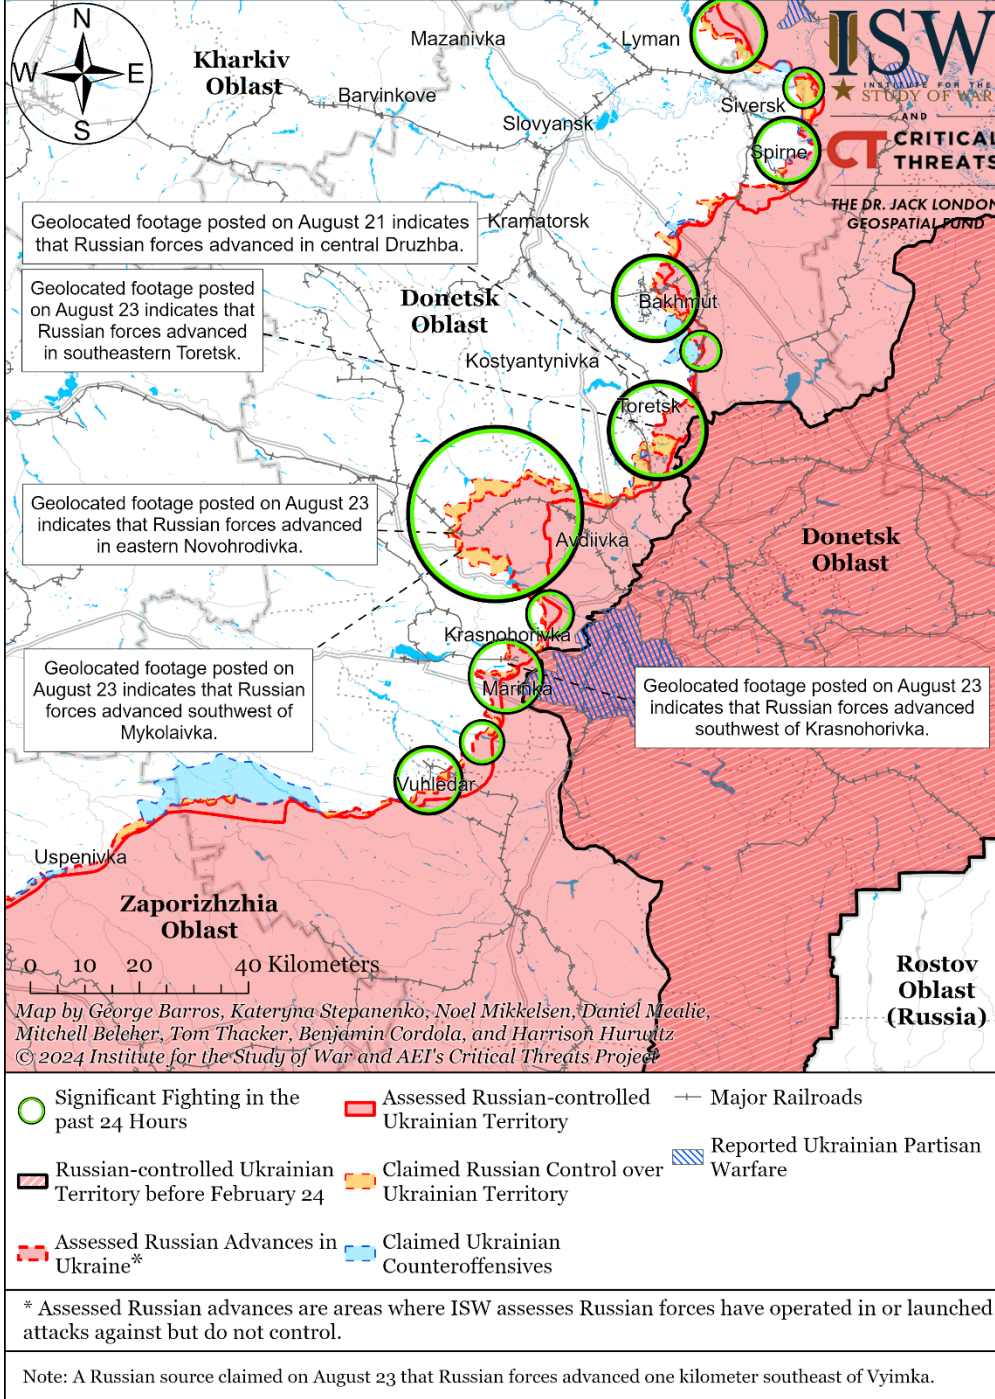 N
W
E
S
Kharkiv
Oblast
Mazanivka
Lyman
Barvinkove
Slovyansk
Siversk
Spirne
ISW
INSTITUTE FOR THE
STUDY OF WAR
AND
CT CRITICAL
THREATS
THE DR. JACK LONDON
GEOSPATIAL FUND
Geolocated footage posted on August 21 indicates
that Russian forces advanced in central Druzhba.
Kramatorsk
Geolocated footage posted
on August 23 indicates that
Russian forces advanced
in southeastern Toretsk.
Donetsk
Oblast
Bakhmut
Kostyantynivka
Toretsk
Geolocated footage posted on August 23
indicates that Russian forces advanced
in eastern Novohrodivka.
Avdiivka
Donetsk
Oblast
Krasnohorivka
Marinka
Geolocated footage posted on
August 23 indicates that Russian
forces advanced southwest of
Mykolaivka.
Geolocated footage posted on August 23
indicates that Russian forces advanced
southwest of Krasnohorivka.
Vuhledar
Uspenivka
Zaporizhzhia
Oblast
Rostov
Oblast
(Russia)
0 10 20 40 Kilometers
Map by George Barros, Kateryna Stepanenko, Noel Mikkelsen, Daniel Mealie,
Mitchell Belcher, Tom Thacker, Benjamin Cordola, and Harrison Hurwitz
© 2024 Institute for the Study of War and AEI's Critical Threats Project
Significant Fighting in the
past 24 Hours
Russian-controlled Ukrainian
Territory before February 24
Assessed Russian Advances in
Ukraine*
Assessed Russian-controlled
Ukrainian Territory
Claimed Russian Control over
Ukrainian Territory
Claimed Ukrainian
Counteroffensives
Major Railroads
Reported Ukrainian Partisan
Warfare
* Assessed Russian advances are areas where ISW assesses Russian forces have operated in or launched
attacks against but do not control.
Note: A Russian source claimed on August 23 that Russian forces advanced one kilometer southeast of Vyimka.